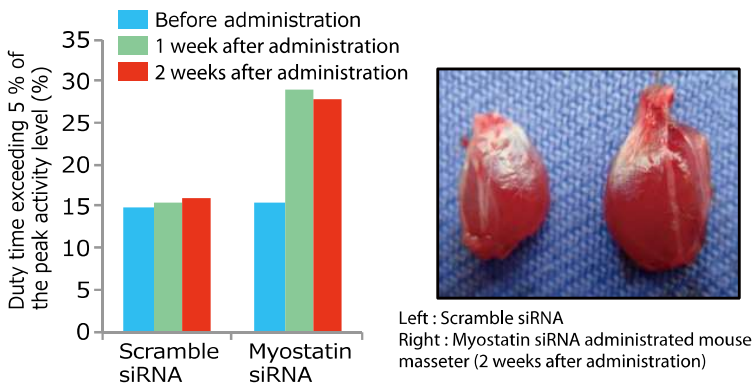 Before administration
1 week after administration
2 weeks after administration
Duty time exceeding 5 % of
the peak activity level (%)
35
30
25
20
15
10
5
0
Scramble
siRNA
Myostatin
siRNA
Left : Scramble siRNA
Right : Myostatin siRNA administrated mouse
masseter (2 weeks after administration)